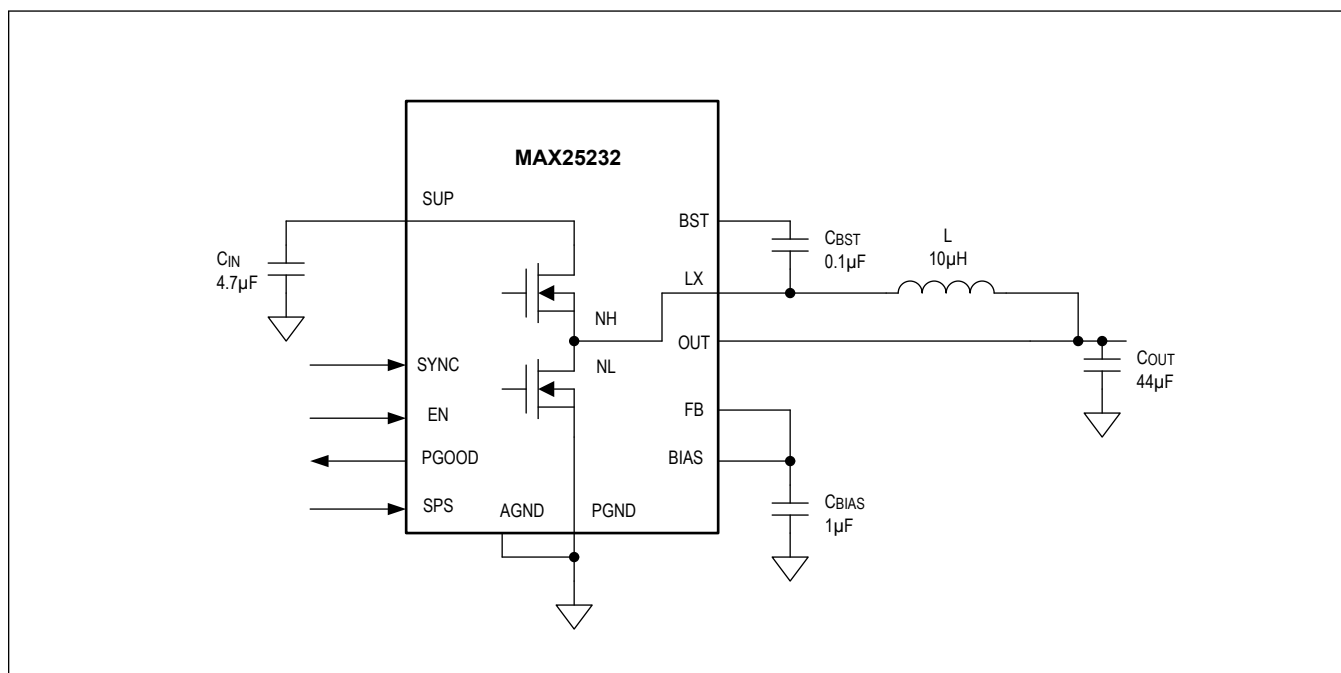 MAX25232
SUP
BST
CIN
4.7µF
CBST
0.1µF
L
10µH
LX
NH
OUT
NL
SYNC
COUT
44µF
EN
FB
PGOOD
BIAS
SPS
AGND
PGND
CBIAS
1µF